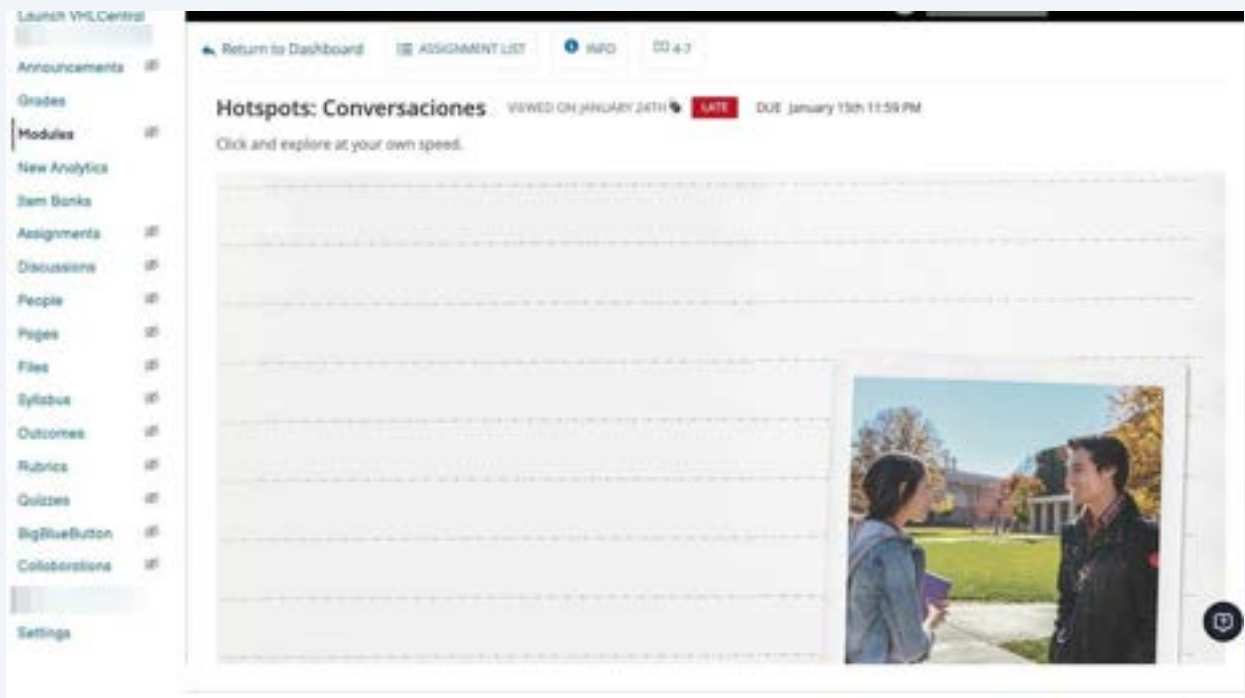 Launch VHLCentral
Announcements
Grades
Modules
New Analytics
Item Banks
Assignments
Discussions
People
Pages
Files
Syllabus
Outcomes
Rubrics
Quizzes
BigBlueButton
Collaborations
Settings
Return to Dashboard ASSIGNMENT LIST INFO 4-7
Hotspots: Conversaciones VIEWED ON JANUARY 24TH LATE DUE January 15th 11:59 PM
Click and explore at your own speed.